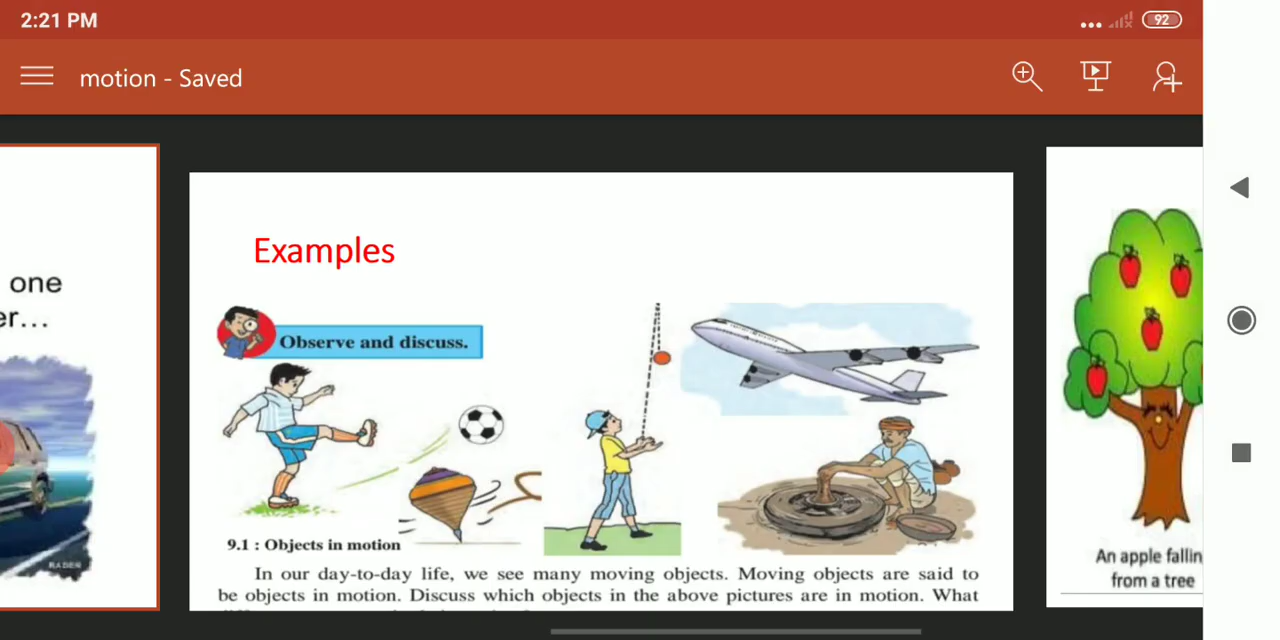 2:21 PM
92
motion - Saved
one
er...
RADER
Examples
Observe and discuss.
9.1 : Objects in motion
In our day-to-day life, we see many moving objects. Moving objects are said to
be objects in motion. Discuss which objects in the above pictures are in motion. What
An apple fallin
from a tree